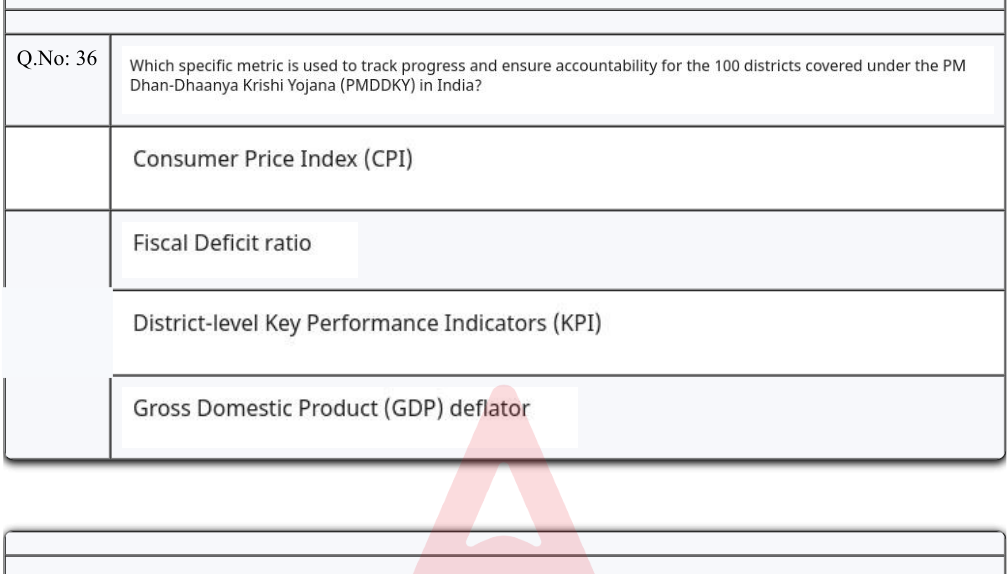 Q.No: 36
Which specific metric is used to track progress and ensure accountability for the 100 districts covered under the PM
Dhan-Dhaanya Krishi Yojana (PMDDKY) in India?
Consumer Price Index (CPI)
Fiscal Deficit ratio
District-level Key Performance Indicators (KPI)
Gross Domestic Product (GDP) deflator